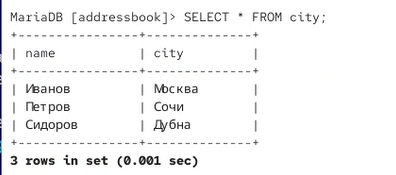 MariaDB [addressbook]> SELECT * FROM city;
+----------------+--------------+
| name           | city         |
+----------------+--------------+
| Иванов         | Москва       |
| Петров         | Сочи         |
| Сидоров        | Дубна        |
+----------------+--------------+
3 rows in set (0.001 sec)